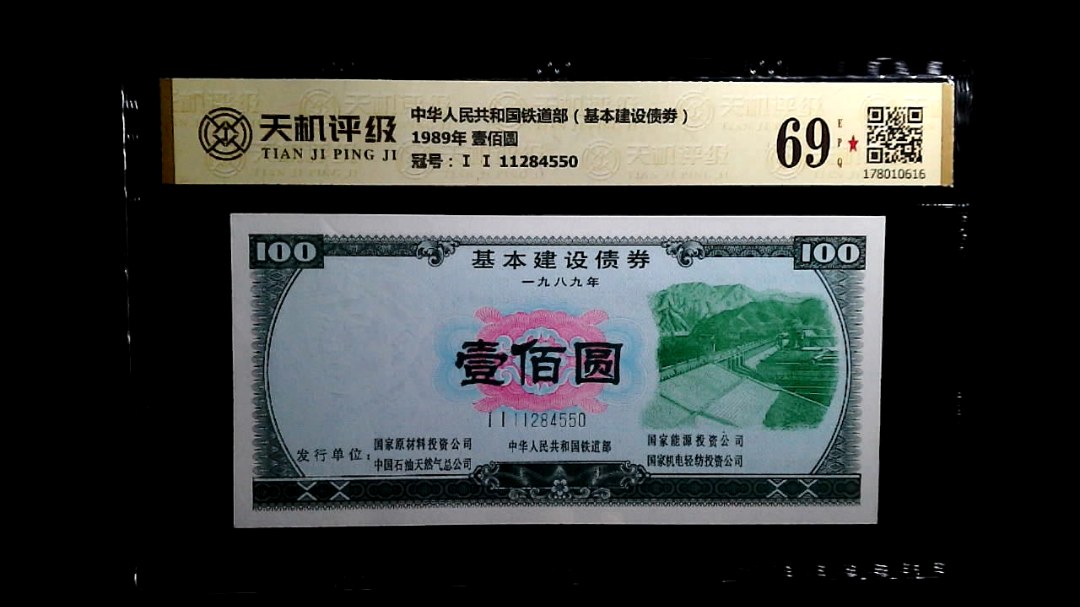 天机评级
TIAN JI PING JI
中华人民共和国铁道部（基本建设债券）
1989年 壹佰圆
冠号：I I 11284550
69
EPQ
178010616
100
100
基本建设债券
一九八九年
壹佰圆
I I 11284550
发行单位：
国家原材料投资公司
中国石油天然气总公司
中华人民共和国铁道部
国家能源投资公司
国家机电轻纺投资公司